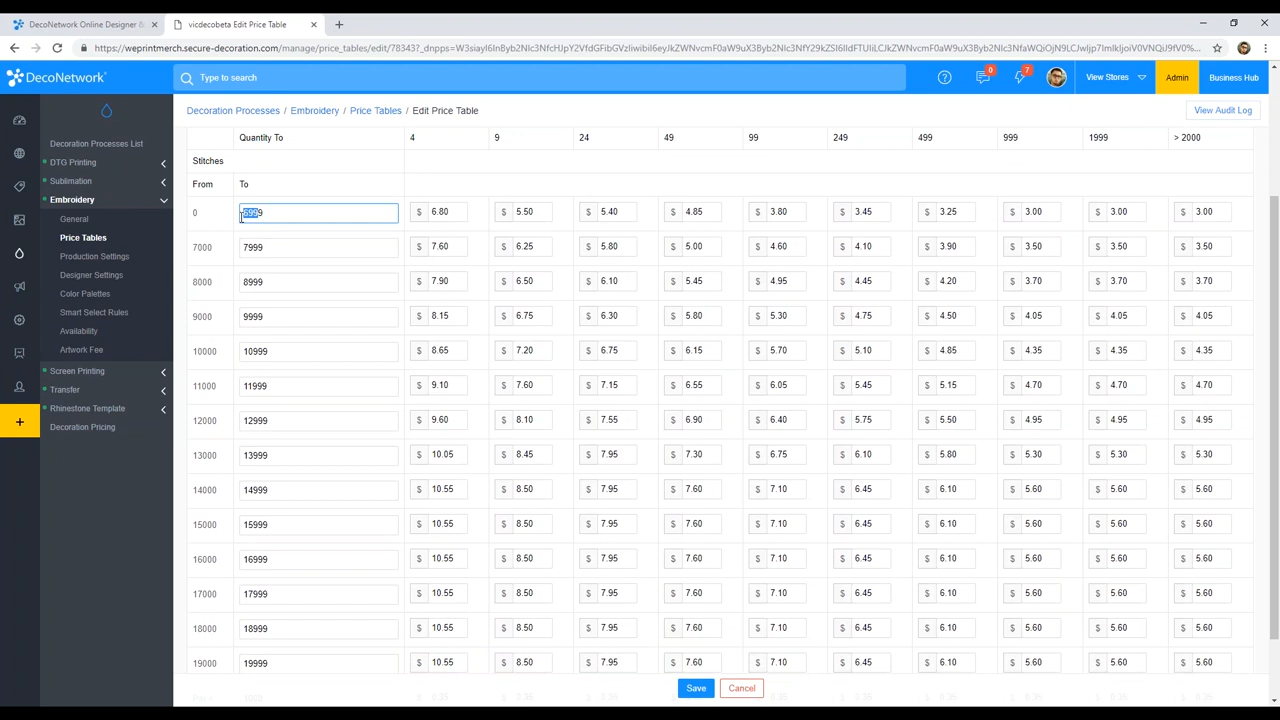 DecoNetwork Online Designer &
vicdecobeta Edit Price Table
DecoNetwork
Type to search
0
7
View Stores
Admin
Business Hub
Decoration Processes / Embroidery / Price Tables / Edit Price Table
View Audit Log
Decoration Processes List
DTG Printing
Sublimation
Embroidery
General
Price Tables
Production Settings
Designer Settings
Color Palettes
Smart Select Rules
Availability
Artwork Fee
Screen Printing
Transfer
Rhinestone Template
Decoration Pricing
Quantity To 4 9 24 49 99 249 499 999 1999 > 2000
Stitches
From To
0 6999 $ 6.80 $ 5.50 $ 5.40 $ 4.85 $ 3.80 $ 3.45 $ 3.25 $ 3.00 $ 3.00 $ 3.00
7000 7999 $ 7.60 $ 6.25 $ 5.80 $ 5.00 $ 4.60 $ 4.10 $ 3.90 $ 3.50 $ 3.50 $ 3.50
8000 8999 $ 7.90 $ 6.50 $ 6.10 $ 5.45 $ 4.95 $ 4.45 $ 4.20 $ 3.70 $ 3.70 $ 3.70
9000 9999 $ 8.15 $ 6.75 $ 6.30 $ 5.80 $ 5.30 $ 4.75 $ 4.50 $ 4.05 $ 4.05 $ 4.05
10000 10999 $ 8.65 $ 7.20 $ 6.75 $ 6.15 $ 5.70 $ 5.10 $ 4.85 $ 4.35 $ 4.35 $ 4.35
11000 11999 $ 9.10 $ 7.60 $ 7.15 $ 6.55 $ 6.05 $ 5.45 $ 5.15 $ 4.70 $ 4.70 $ 4.70
12000 12999 $ 9.60 $ 8.10 $ 7.55 $ 6.90 $ 6.40 $ 5.75 $ 5.50 $ 4.95 $ 4.95 $ 4.95
13000 13999 $ 10.05 $ 8.45 $ 7.95 $ 7.30 $ 6.75 $ 6.10 $ 5.80 $ 5.30 $ 5.30 $ 5.30
14000 14999 $ 10.55 $ 8.50 $ 7.95 $ 7.60 $ 7.10 $ 6.45 $ 6.10 $ 5.60 $ 5.60 $ 5.60
15000 15999 $ 10.55 $ 8.50 $ 7.95 $ 7.60 $ 7.10 $ 6.45 $ 6.10 $ 5.60 $ 5.60 $ 5.60
16000 16999 $ 10.55 $ 8.50 $ 7.95 $ 7.60 $ 7.10 $ 6.45 $ 6.10 $ 5.60 $ 5.60 $ 5.60
17000 17999 $ 10.55 $ 8.50 $ 7.95 $ 7.60 $ 7.10 $ 6.45 $ 6.10 $ 5.60 $ 5.60 $ 5.60
18000 18999 $ 10.55 $ 8.50 $ 7.95 $ 7.60 $ 7.10 $ 6.45 $ 6.10 $ 5.60 $ 5.60 $ 5.60
19000 19999 $ 10.55 $ 8.50 $ 7.95 $ 7.60 $ 7.10 $ 6.45 $ 6.10 $ 5.60 $ 5.60 $ 5.60
Save Cancel